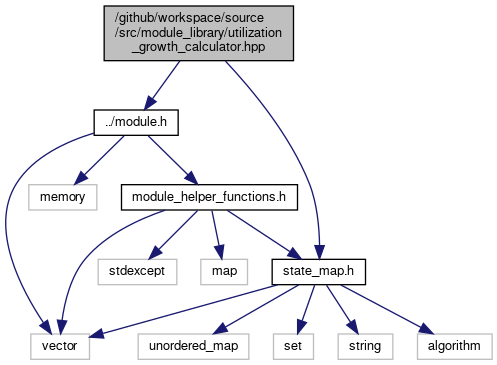 /github/workspace/source
/src/module_library/utilization
_growth_calculator.hpp
../module.h
memory
module_helper_functions.h
stdexcept
map
state_map.h
vector
unordered_map
set
string
algorithm